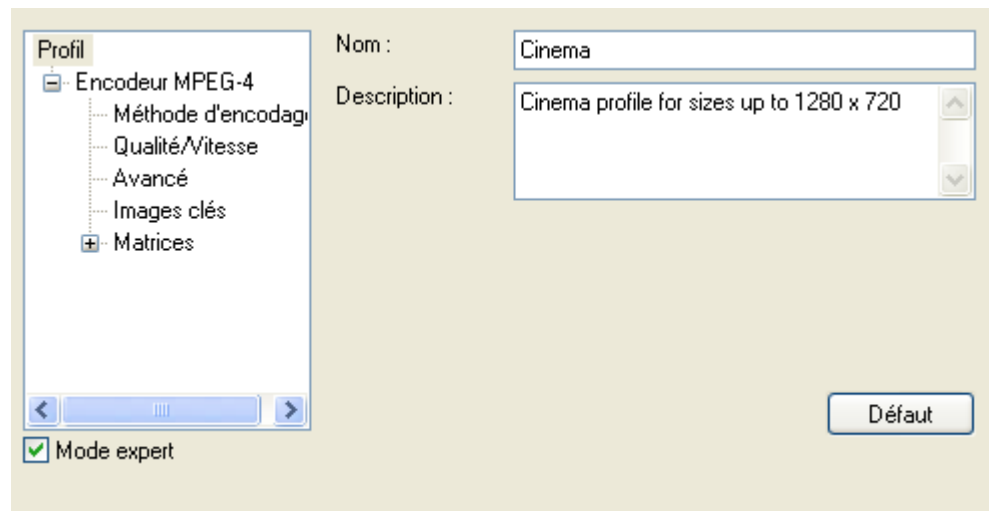 Profil
Encodeur MPEG-4
Méthode d'encodag
Qualité/Vitesse
Avancé
Images clés
Matrices
Mode expert
Nom :
Cinema
Description :
Cinema profile for sizes up to 1280 x 720
Défaut